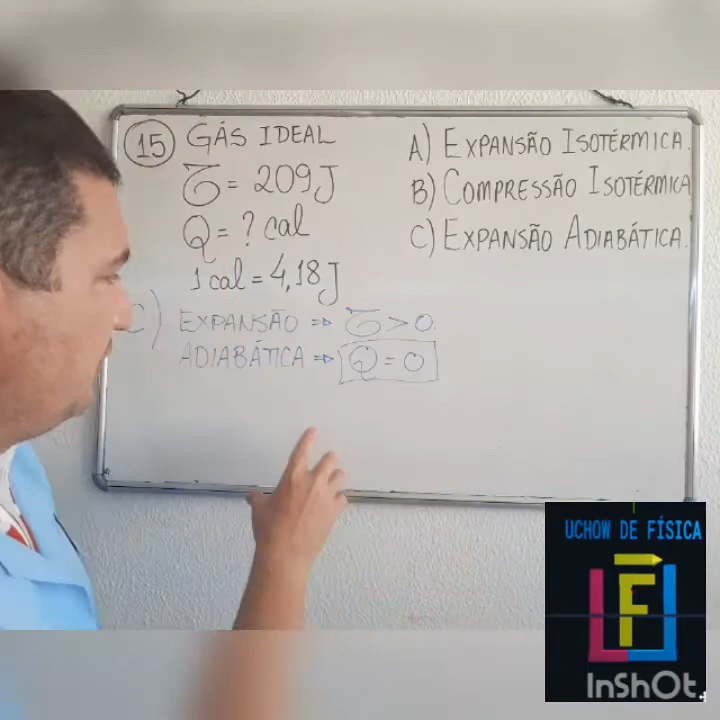 15 GÁS IDEAL
𝒯 = 209 J
Q = ? cal
1 cal = 4,18 J
A) EXPANSÃO ISOTÉRMICA.
B) COMPRESSÃO ISOTÉRMICA
C) EXPANSÃO ADIABÁTICA.
C) EXPANSÃO ⇒ 𝒯 > 0.
ADIABÁTICA ⇒ Q = 0
UCHOW DE FÍSICA
UF
InShOt